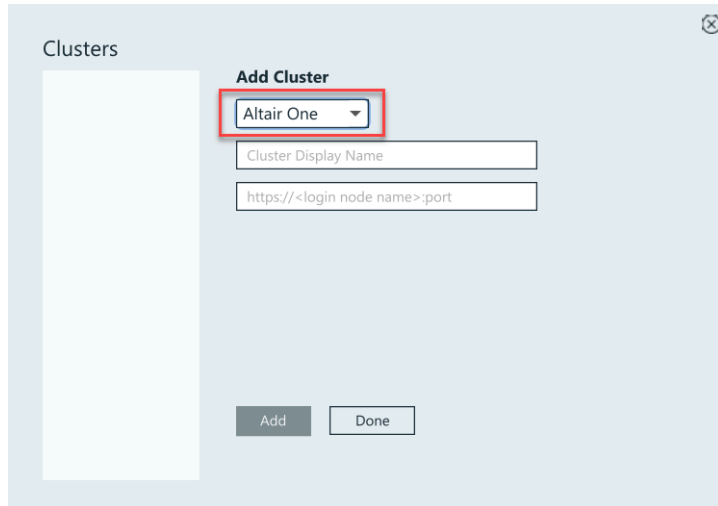 Clusters
Add Cluster
Altair One
Cluster Display Name
https://<login node name>:port
Add
Done